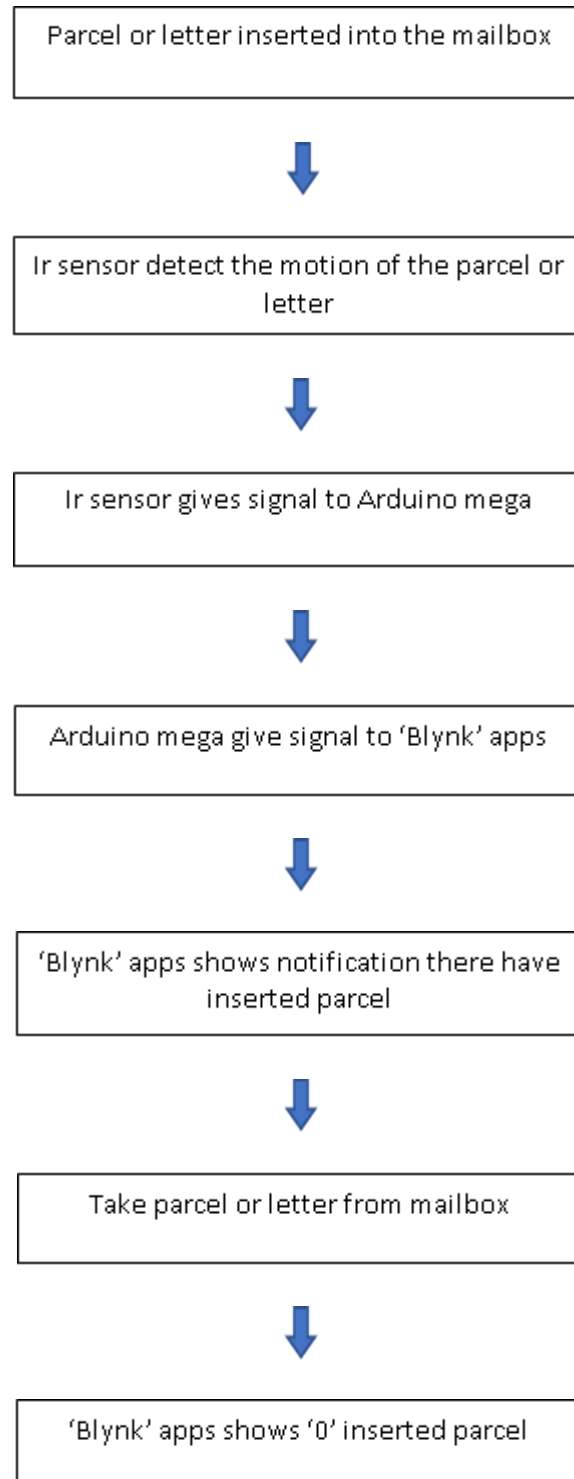 Parcel or letter inserted into the mailbox
Ir sensor detect the motion of the parcel or
letter
Ir sensor gives signal to Arduino mega
Arduino mega give signal to ‘Blynk’ apps
‘Blynk’ apps shows notification there have
inserted parcel
Take parcel or letter from mailbox
‘Blynk’ apps shows ‘0’ inserted parcel